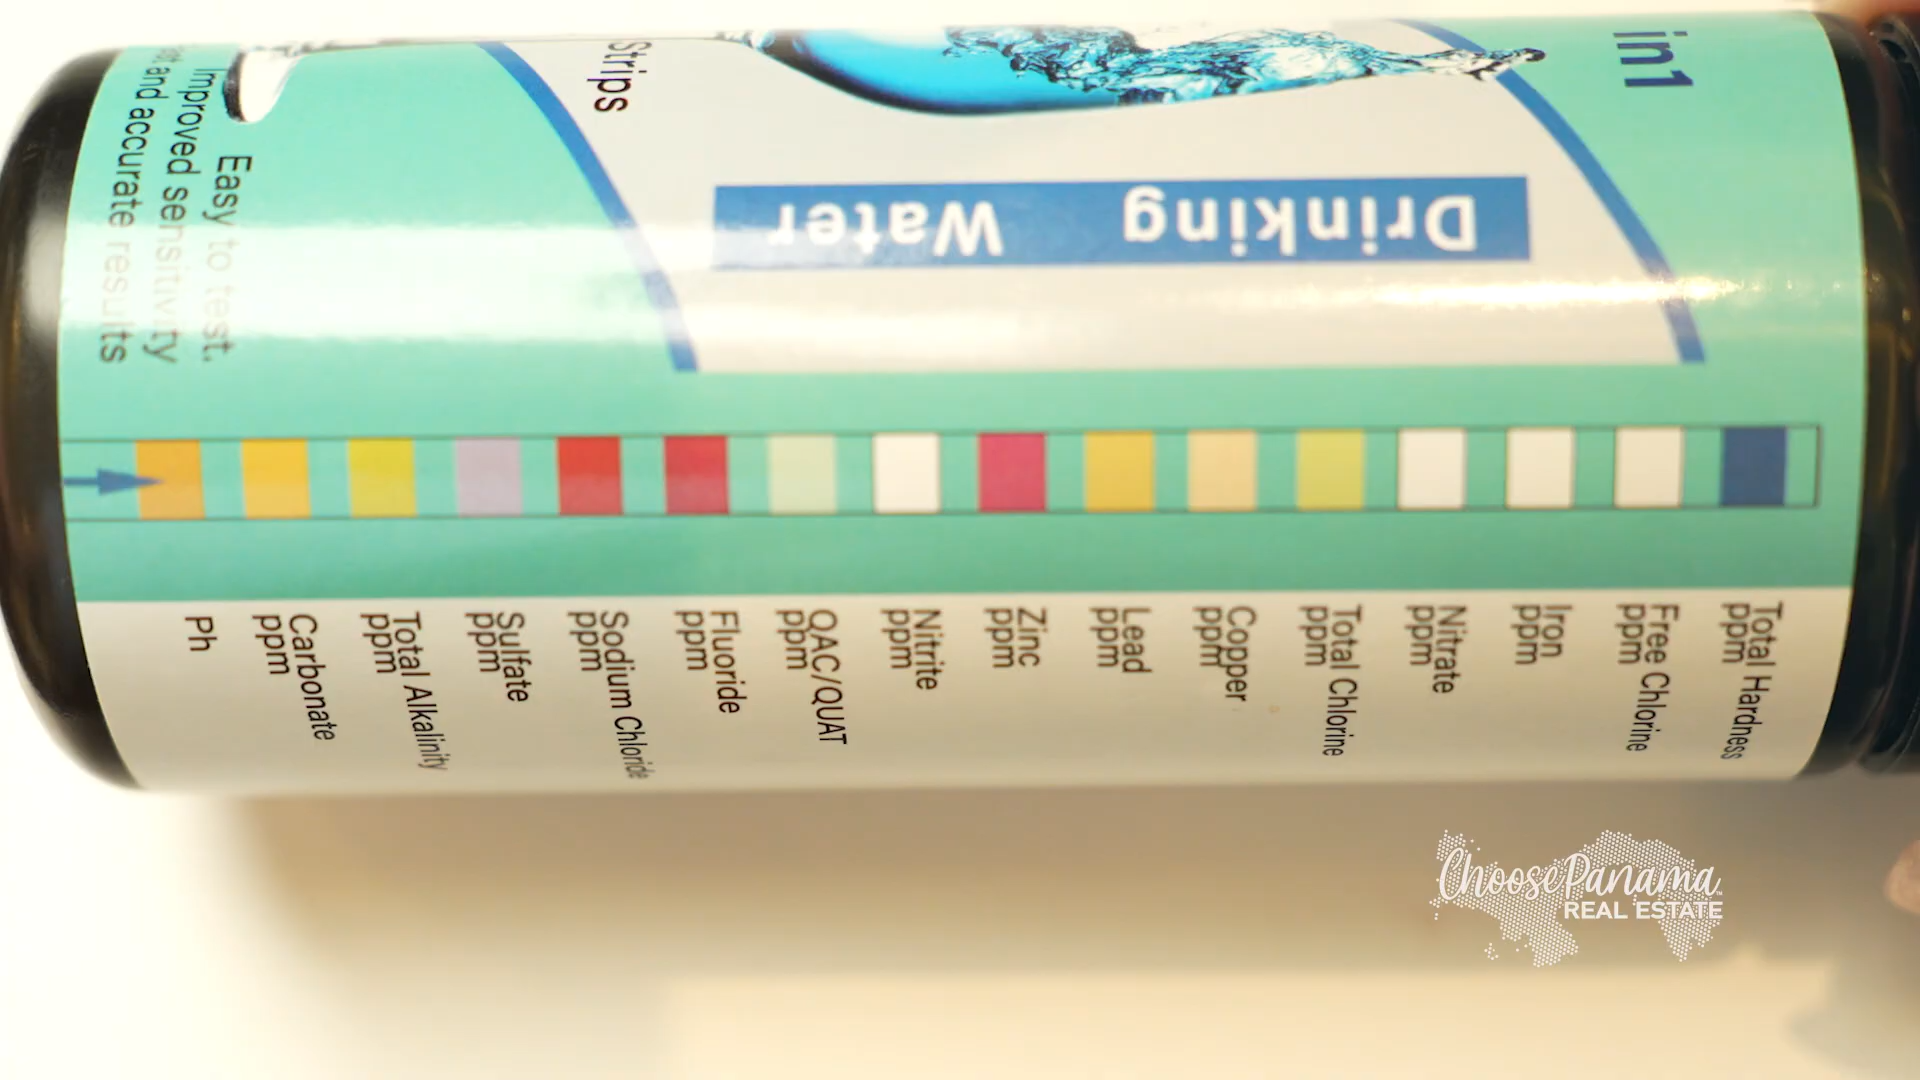 in1
Drinking Water
Strips
Easy to test.
Improved sensitivity
and accurate results
Total Hardness
ppm
Free Chlorine
ppm
Iron
ppm
Nitrate
ppm
Total Chlorine
ppm
Copper
ppm
Lead
ppm
Zinc
ppm
Nitrite
ppm
QAC/QUAT
ppm
Fluoride
ppm
Sodium Chloride
ppm
Sulfate
ppm
Total Alkalinity
ppm
Carbonate
ppm
Ph
ChoosePanama
REAL ESTATE